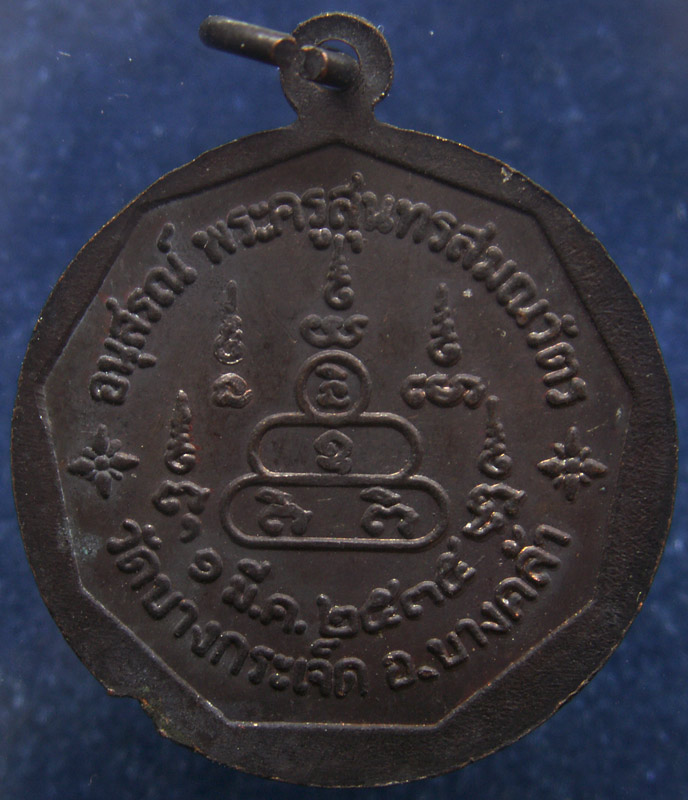 อนุสรณ์ พระครูสุนทรสมณวัตร
๑ มี.ค. ๒๕๓๕
วัดบางกระเจ็ด อ.บางคล้า